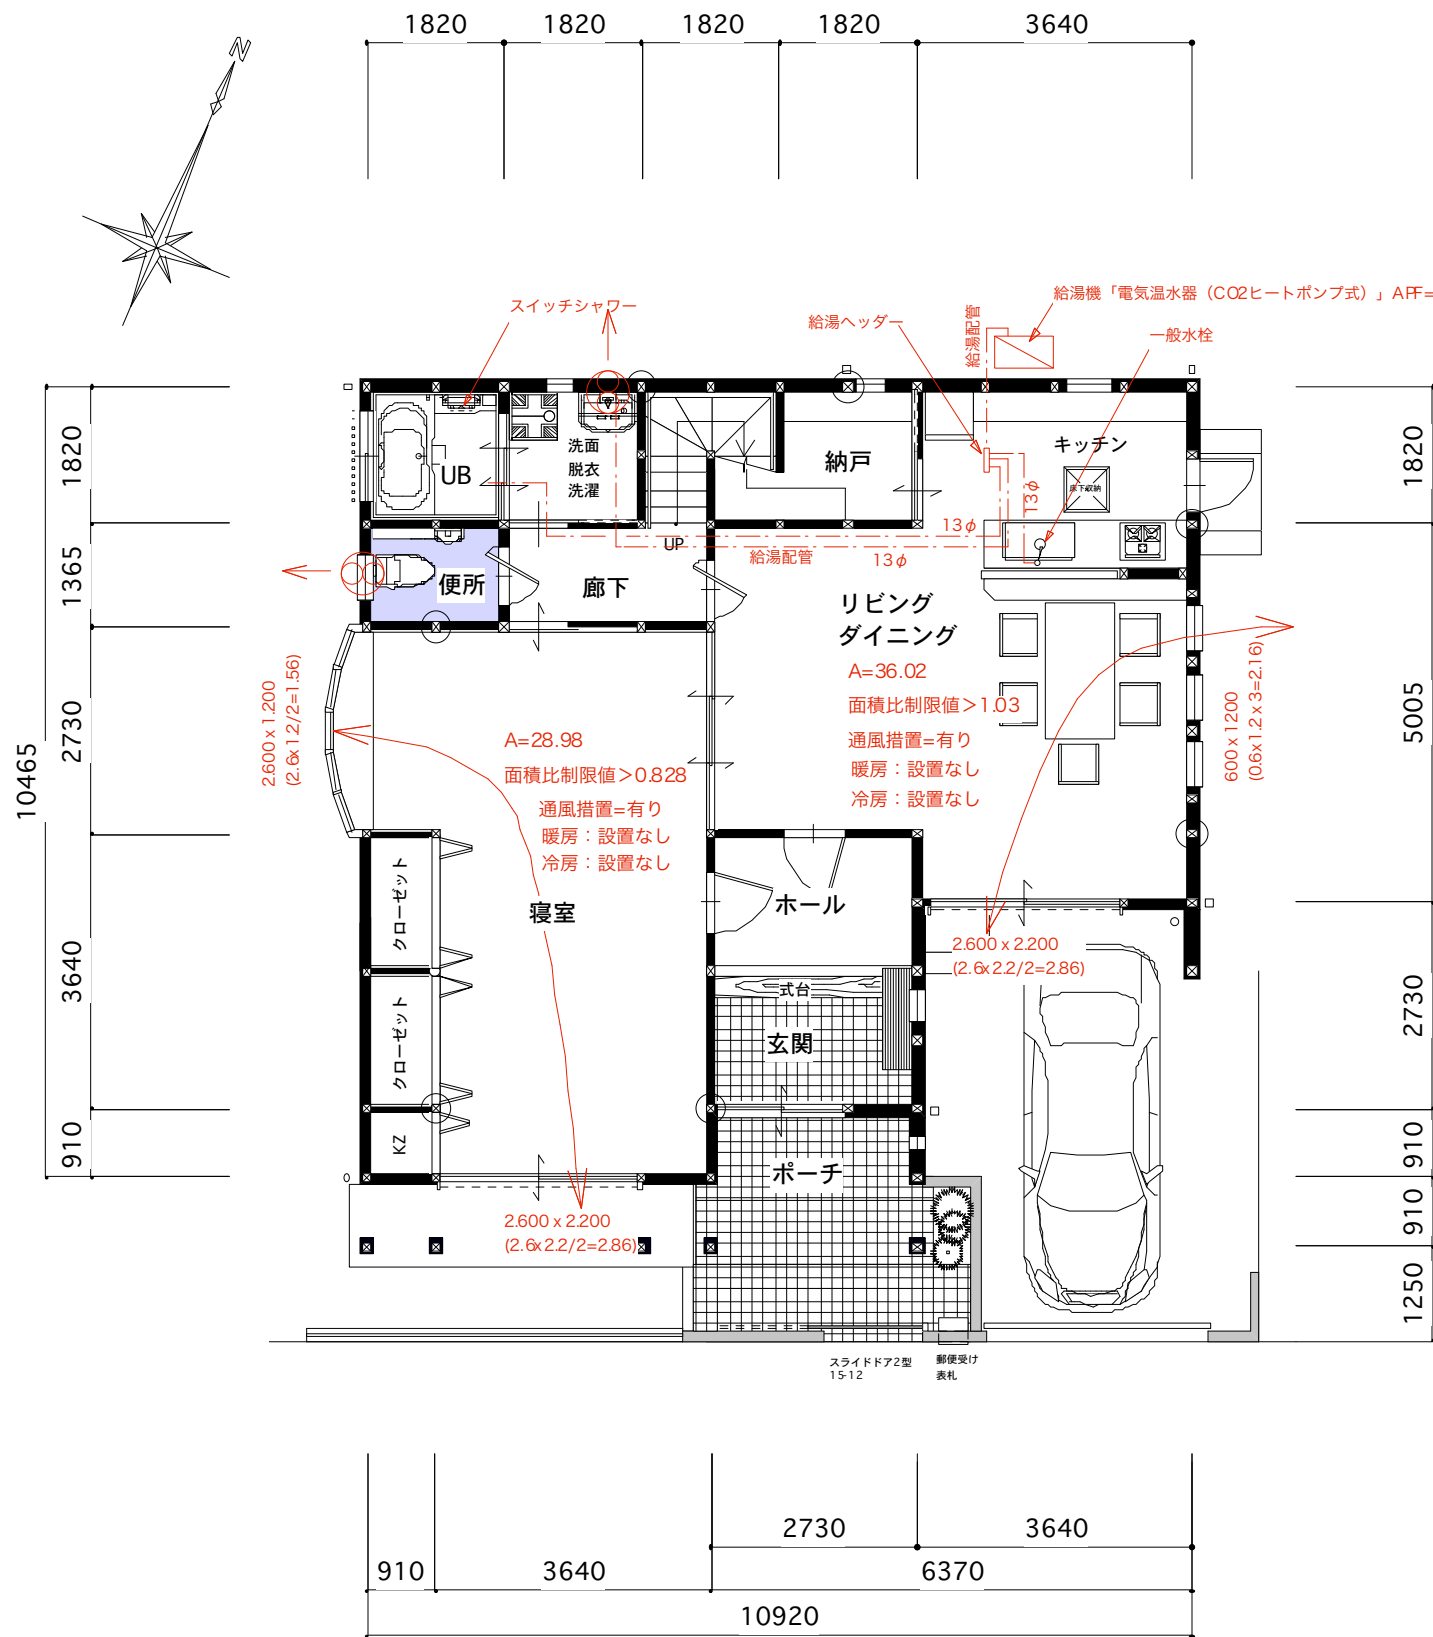 1820
1820
1820
1820
3640
N
スイッチシャワー
給湯ヘッダー
給湯配管
給湯機「電気温水器（CO2ヒートポンプ式）」APF=
一般水栓
1820
1365
2730
3640
910
10465
UB
洗面
脱衣
洗濯
納戸
キッチン
床下収納
13φ
13φ
13φ
給湯配管
UP
便所
廊下
リビング
ダイニング
A=36.02
面積比制限値>1.03
通風措置=有り
暖房：設置なし
冷房：設置なし
2.600 x 1.200
(2.6x1.2/2=1.56)
A=28.98
面積比制限値>0.828
通風措置=有り
暖房：設置なし
冷房：設置なし
600 x 1200
(0.6x1.2 x 3=2.16)
1820
5005
2730
910
910
1250
クローゼット
クローゼット
KZ
寝室
ホール
式台
玄関
ポーチ
2.600 x 2.200
(2.6x2.2/2=2.86)
2.600 x 2.200
(2.6x2.2/2=2.86)
スライドドア2型
15-12
郵便受け
表札
2730
3640
910
3640
6370
10920